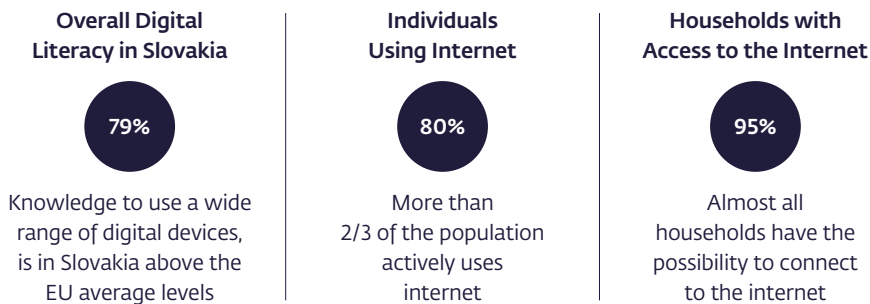 Overall Digital
Literacy in Slovakia
79%
Knowledge to use a wide
range of digital devices,
is in Slovakia above the
EU average levels
Individuals
Using Internet
80%
More than
2/3 of the population
actively uses
internet
Households with
Access to the Internet
95%
Almost all
households have the
possibility to connect
to the internet